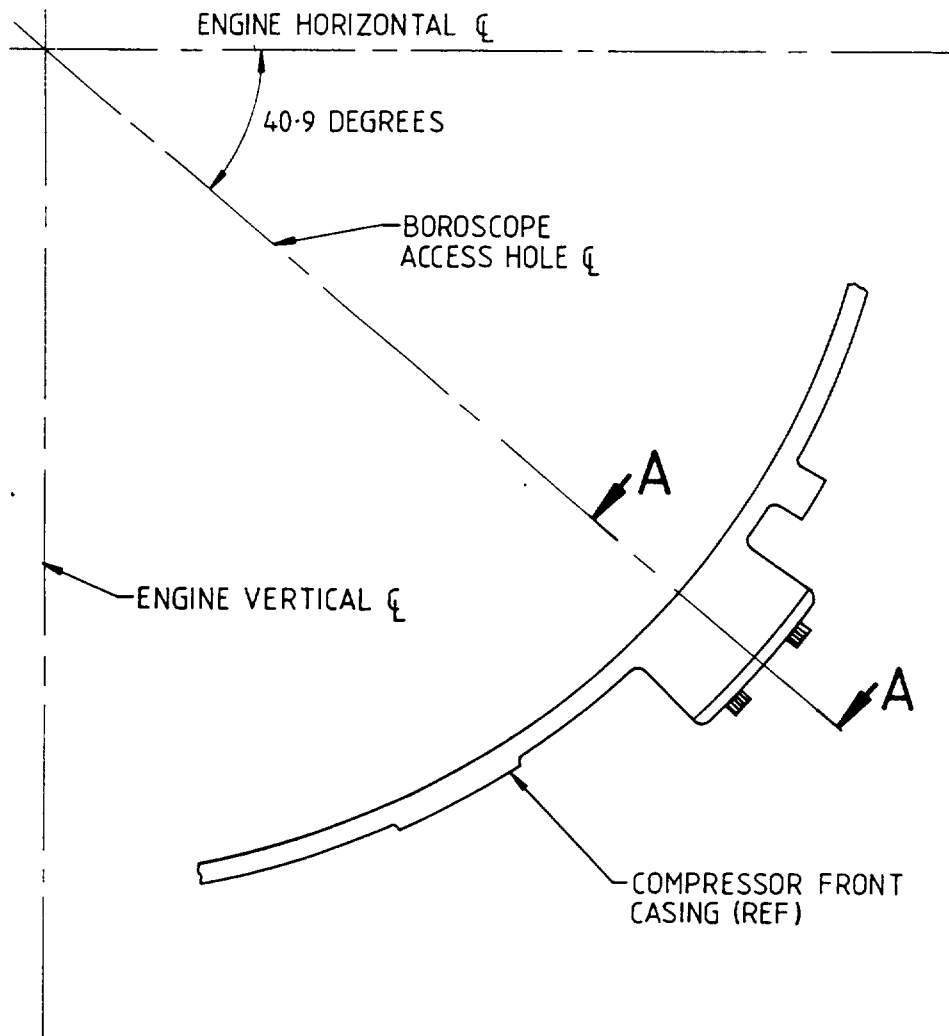 ENGINE HORIZONTAL ℄
40·9 DEGREES
BOROSCOPE
ACCESS HOLE ℄
A
ENGINE VERTICAL ℄
A
COMPRESSOR FRONT
CASING (REF)